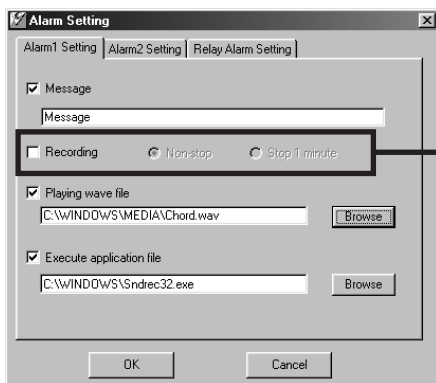 Alarm Setting
Alarm1 Setting Alarm2 Setting Relay Alarm Setting
Message
Message
Recording Non-stop Stop 1 minute
Playing wave file
C:\WINDOWS\MEDIA\Chord.wav Browse
Execute application file
C:\WINDOWS\Sndrec32.exe Browse
OK Cancel